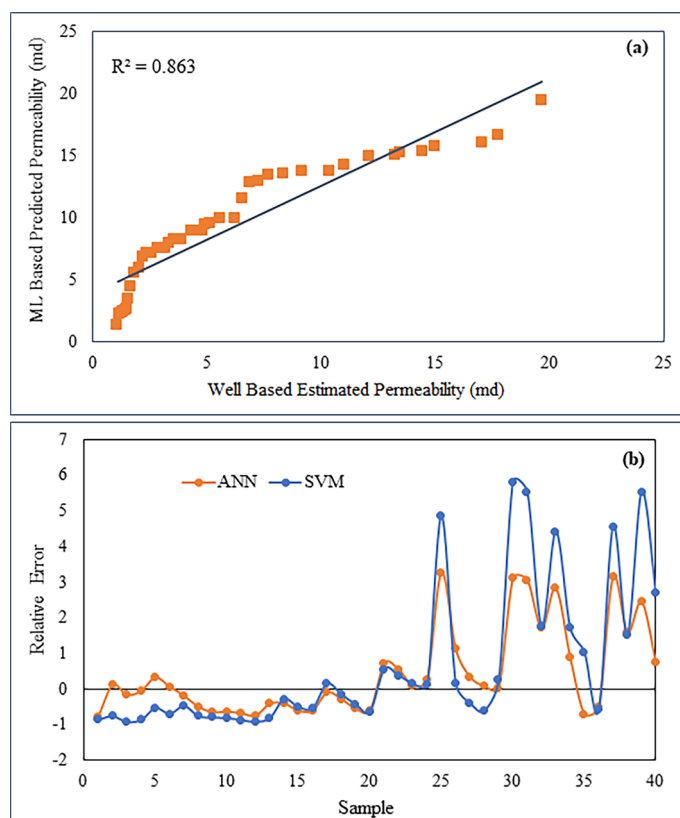 (a)
R² = 0.863
25
20
15
10
5
0
ML Based Predicted Permeability (md)
0 5 10 15 20 25
Well Based Estimated Permeability (md)
(b)
ANN SVM
7
6
5
4
3
2
1
0
-1
-2
Relative Error
0 5 10 15 20 25 30 35 40
Sample